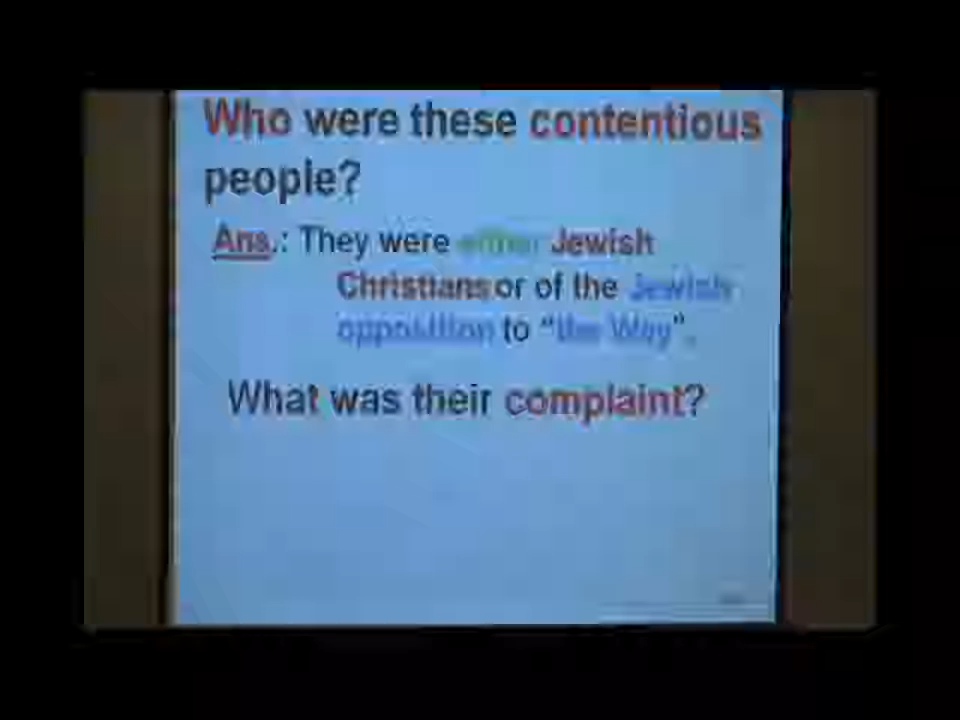 Who were these contentious
people?
Ans.: They were either Jewish
Christians or of the Jewish
opposition to “the Way”.
What was their complaint?